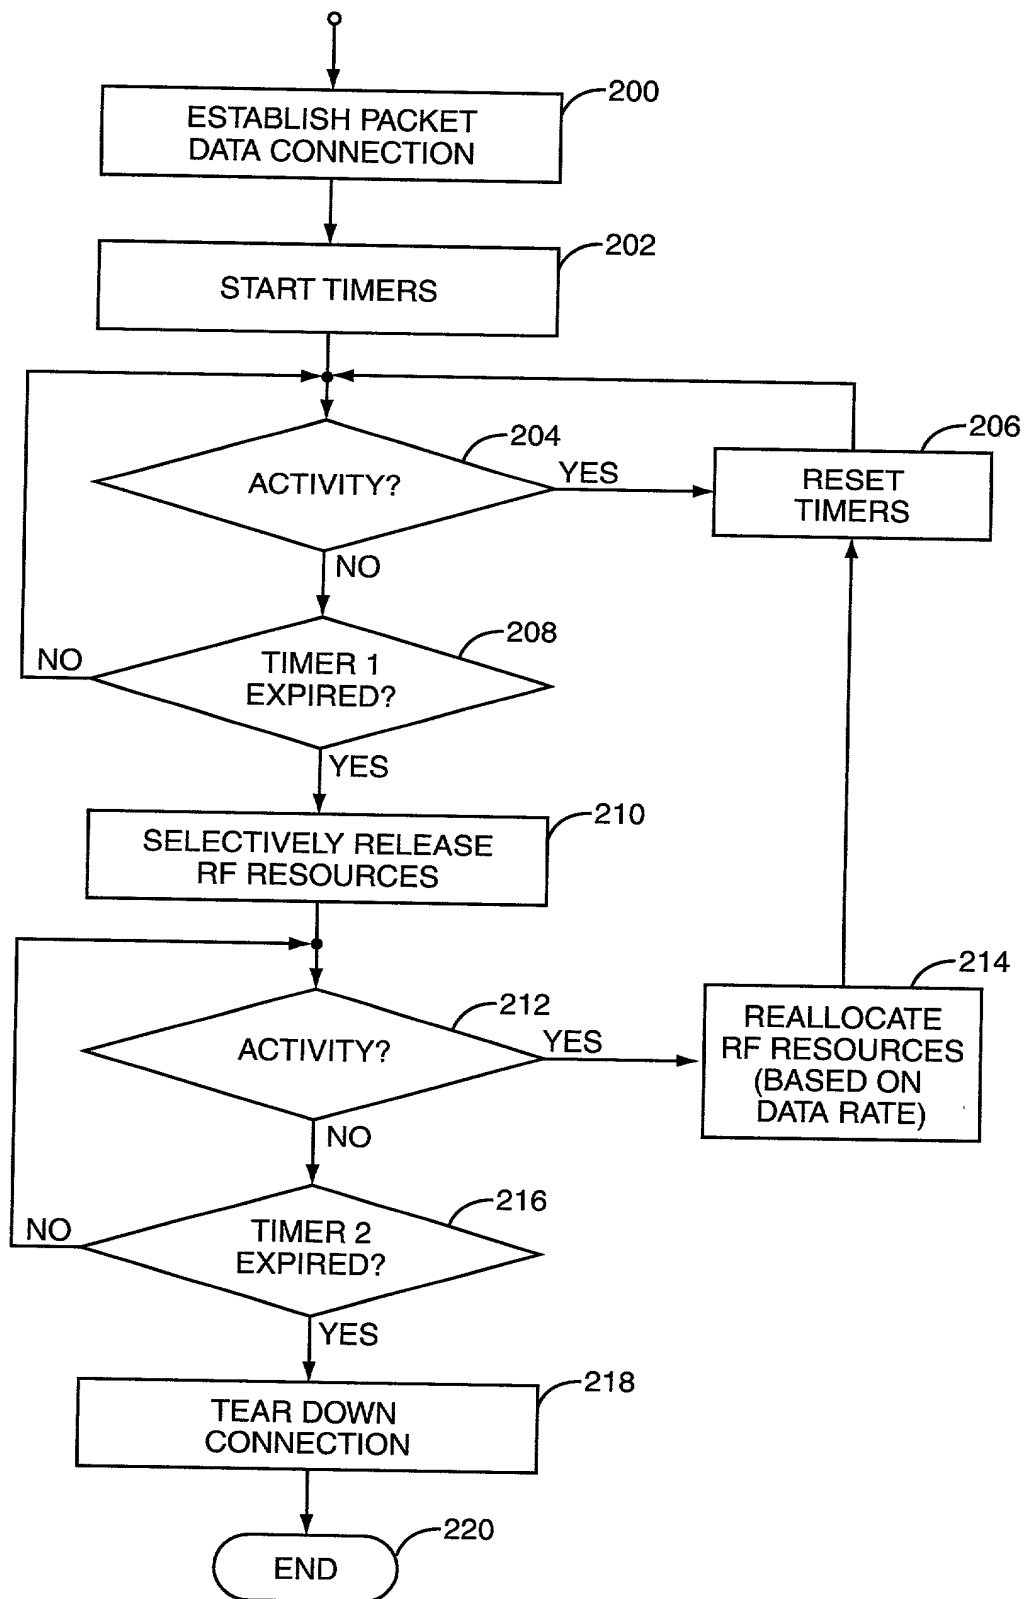 200
ESTABLISH PACKET
DATA CONNECTION
202
START TIMERS
204
ACTIVITY?
YES
206
RESET
TIMERS
NO
208
TIMER 1
EXPIRED?
NO
YES
210
SELECTIVELY RELEASE
RF RESOURCES
212
ACTIVITY?
YES
214
REALLOCATE
RF RESOURCES
(BASED ON
DATA RATE)
NO
216
TIMER 2
EXPIRED?
NO
YES
218
TEAR DOWN
CONNECTION
220
END